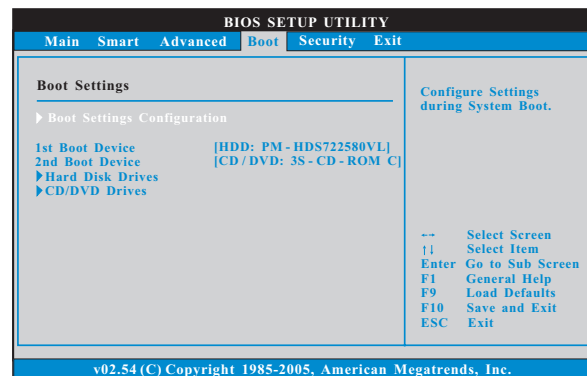 BIOS SETUP UTILITY
Main Smart Advanced Boot Security Exit
Boot Settings
Boot Settings Configuration
1st Boot Device [HDD: PM - HDS722580VL]
2nd Boot Device [CD / DVD: 3S - CD - ROM C]
Hard Disk Drives
CD/DVD Drives
Configure Settings
during System Boot.
←→ Select Screen
↑↓ Select Item
Enter Go to Sub Screen
F1 General Help
F9 Load Defaults
F10 Save and Exit
ESC Exit
v02.54 (C) Copyright 1985-2005, American Megatrends, Inc.